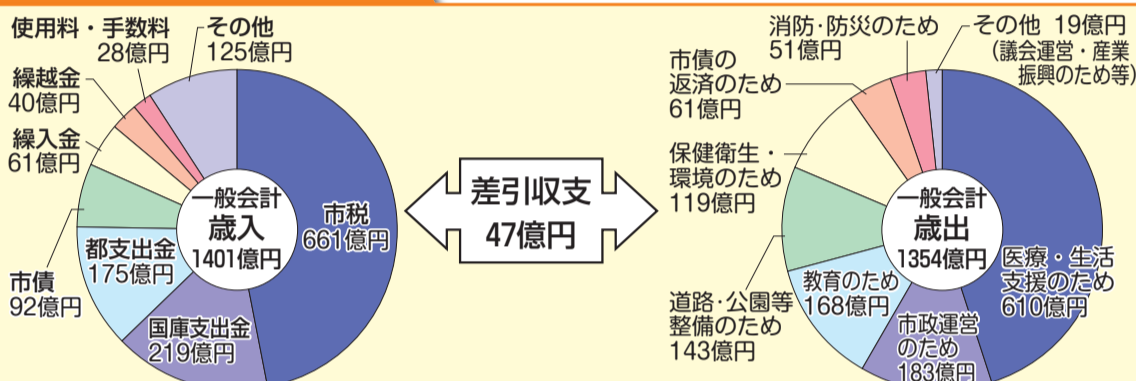 使用料・手数料
28億円
その他
125億円
繰越金
40億円
繰入金
61億円
市債
92億円
都支出金
175億円
国庫支出金
219億円
市税
661億円
一般会計
歳入
1401億円
差引収支
47億円
消防・防災のため
51億円
その他 19億円
(議会運営・産業
振興のため等)
市債の
返済のため
61億円
保健衛生・
環境のため
119億円
道路・公園等
整備のため
143億円
教育のため
168億円
市政運営
のため
183億円
医療・生活
支援のため
610億円
一般会計
歳出
1354億円